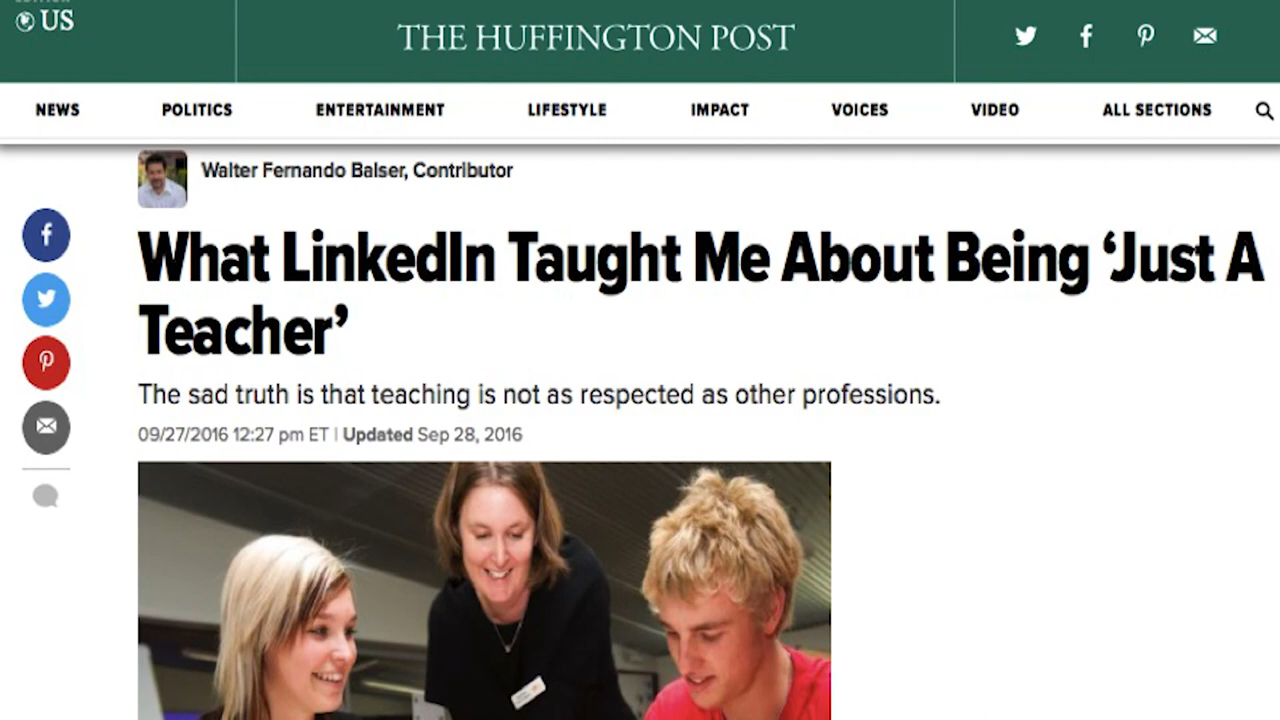 US
THE HUFFINGTON POST
NEWS POLITICS ENTERTAINMENT LIFESTYLE IMPACT VOICES VIDEO ALL SECTIONS
Walter Fernando Balser, Contributor
What LinkedIn Taught Me About Being ‘Just A
Teacher’
The sad truth is that teaching is not as respected as other professions.
09/27/2016 12:27 pm ET | Updated Sep 28, 2016